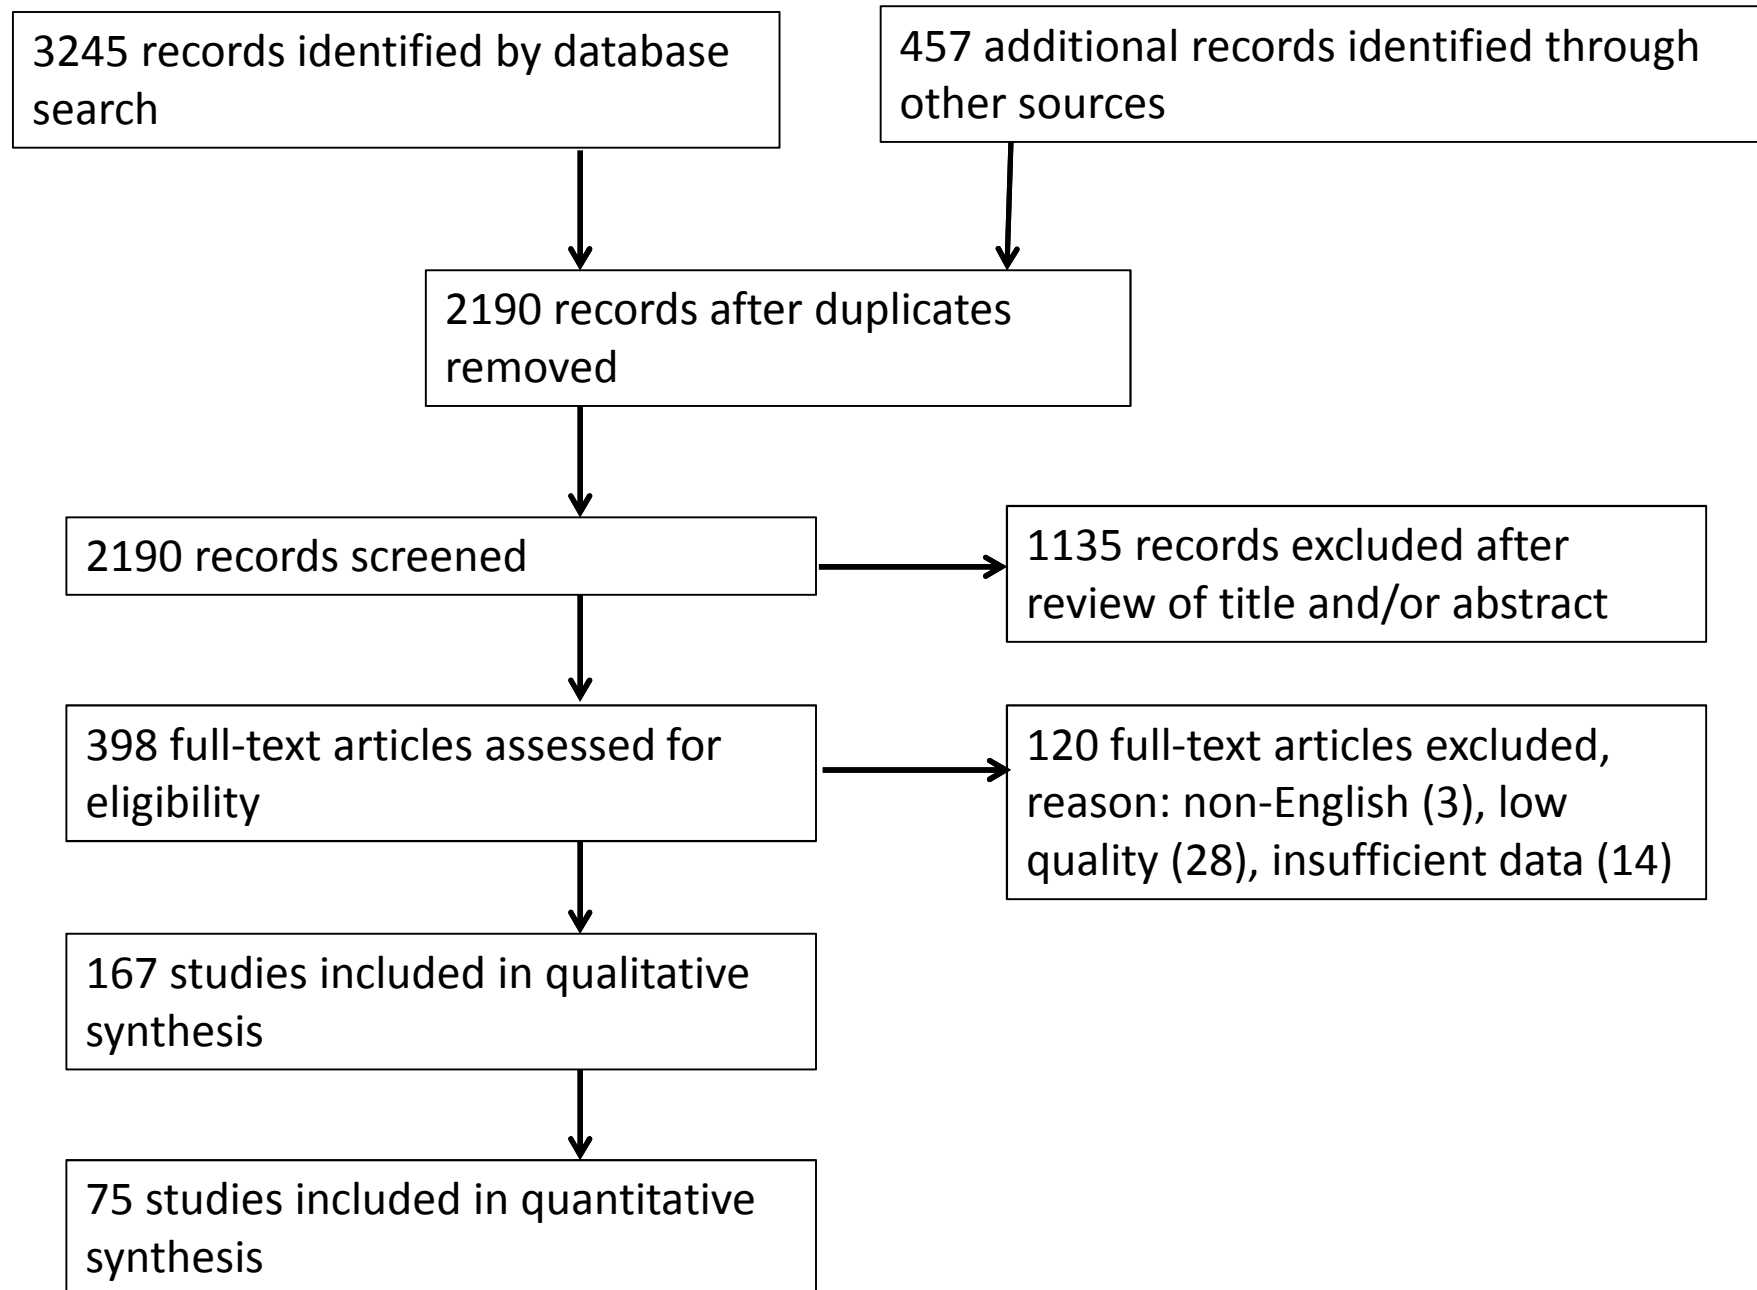 3245 records identified by database
search
457 additional records identified through
other sources
2190 records after duplicates
removed
2190 records screened
1135 records excluded after
review of title and/or abstract
398 full-text articles assessed for
eligibility
120 full-text articles excluded,
reason: non-English (3), low
quality (28), insufficient data (14)
167 studies included in qualitative
synthesis
75 studies included in quantitative
synthesis